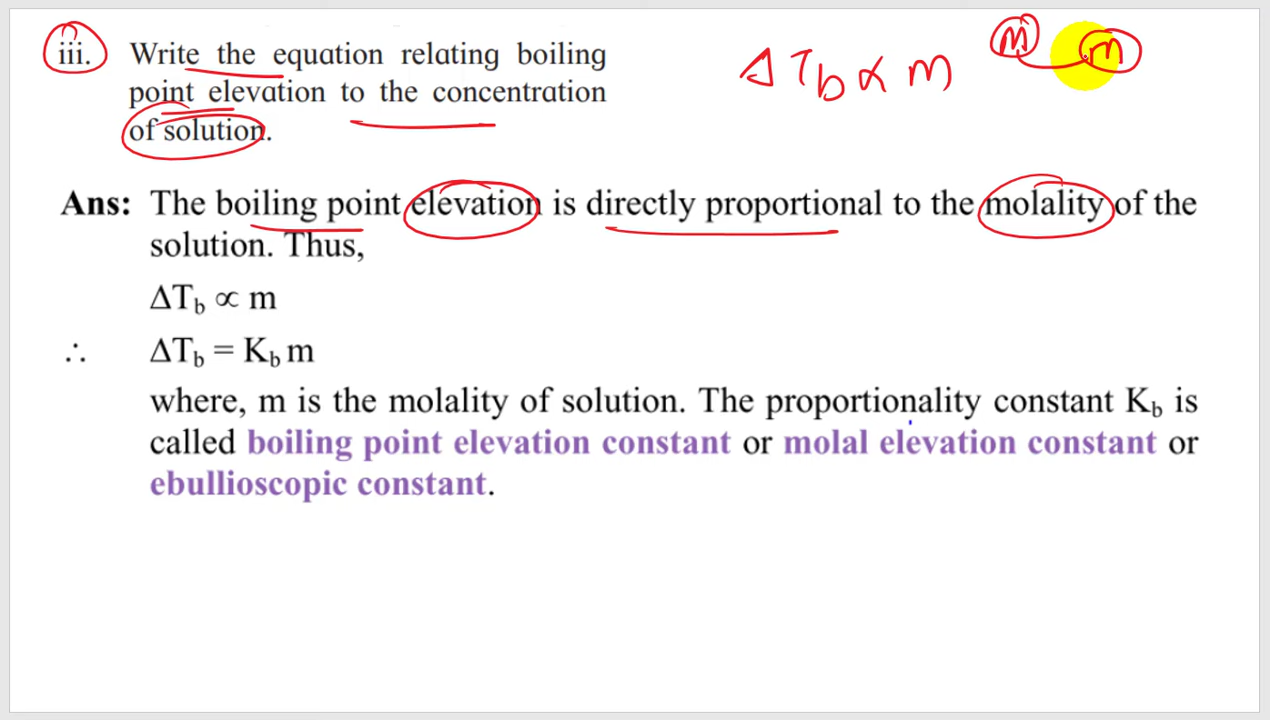 iii. Write the equation relating boiling
point elevation to the concentration
of solution.
Δ Tb ∝ m
m m
Ans: The boiling point elevation is directly proportional to the molality of the
solution. Thus,
ΔTb ∝ m
∴ ΔTb = Kb m
where, m is the molality of solution. The proportionality constant Kb is
called boiling point elevation constant or molal elevation constant or
ebullioscopic constant.